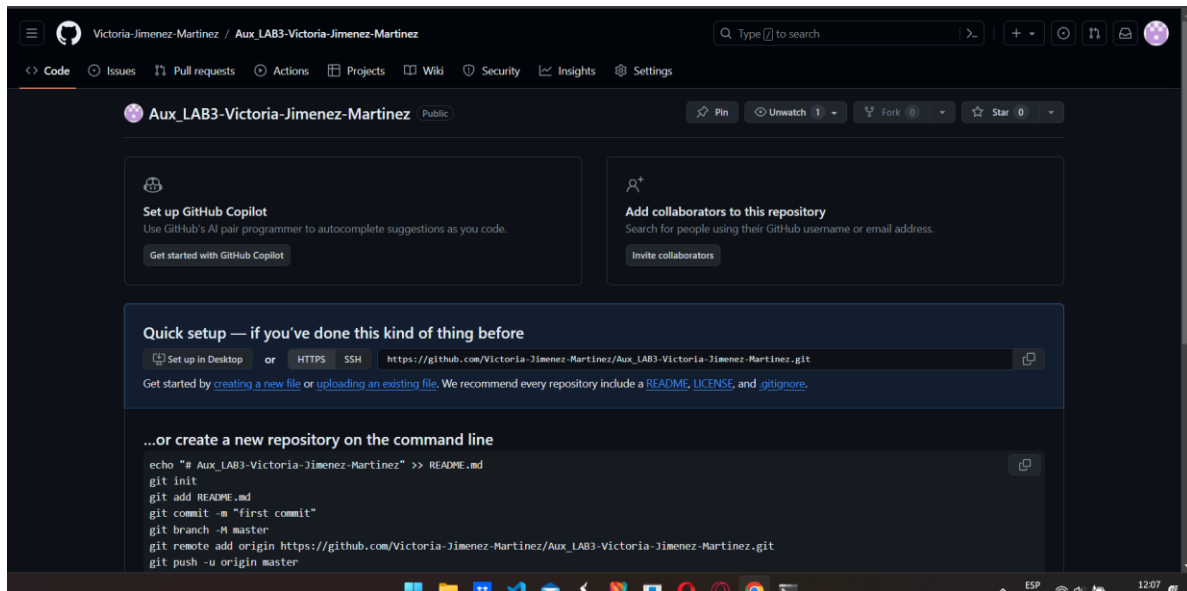 Victoria-Jimenez-Martinez / Aux_LAB3-Victoria-Jimenez-Martinez
Type / to search
Code Issues Pull requests Actions Projects Wiki Security Insights Settings
Aux_LAB3-Victoria-Jimenez-Martinez Public
Pin Unwatch 1 Fork 0 Star 0
Set up GitHub Copilot
Use GitHub's AI pair programmer to autocomplete suggestions as you code.
Get started with GitHub Copilot
Add collaborators to this repository
Search for people using their GitHub username or email address.
Invite collaborators
Quick setup — if you've done this kind of thing before
Set up in Desktop or HTTPS SSH https://github.com/Victoria-Jimenez-Martinez/Aux_LAB3-Victoria-Jimenez-Martinez.git
Get started by creating a new file or uploading an existing file. We recommend every repository include a README, LICENSE, and .gitignore.
...or create a new repository on the command line
echo "# Aux_LAB3-Victoria-Jimenez-Martinez" >> README.md
git init
git add README.md
git commit -m "first commit"
git branch -M master
git remote add origin https://github.com/Victoria-Jimenez-Martinez/Aux_LAB3-Victoria-Jimenez-Martinez.git
git push -u origin master
ESP 12:07